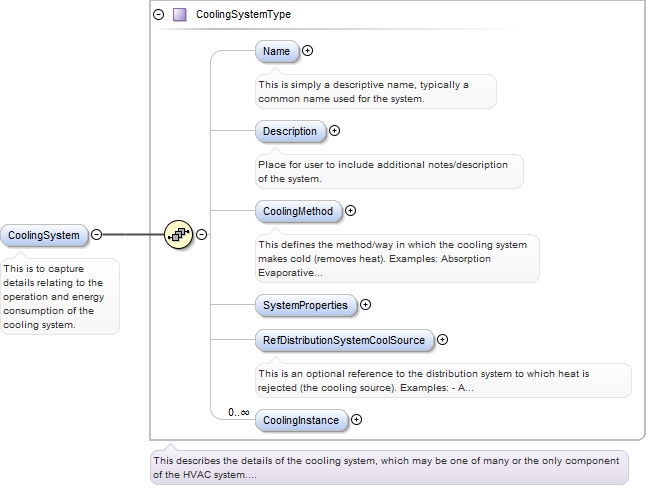 CoolingSystemType
Name
This is simply a descriptive name, typically a
common name used for the system.
Description
Place for user to include additional notes/description
of the system.
CoolingMethod
This defines the method/way in which the cooling system
makes cold (removes heat). Examples: Absorption
Evaporative...
CoolingSystem
This is to capture
details relating to the
operation and energy
consumption of the
cooling system.
SystemProperties
RefDistributionSystemCoolSource
This is an optional reference to the distribution system to which heat is
rejected (the cooling source). Examples: - A...
0..∞
CoolingInstance
This describes the details of the cooling system, which may be one of many or the only component
of the HVAC system....